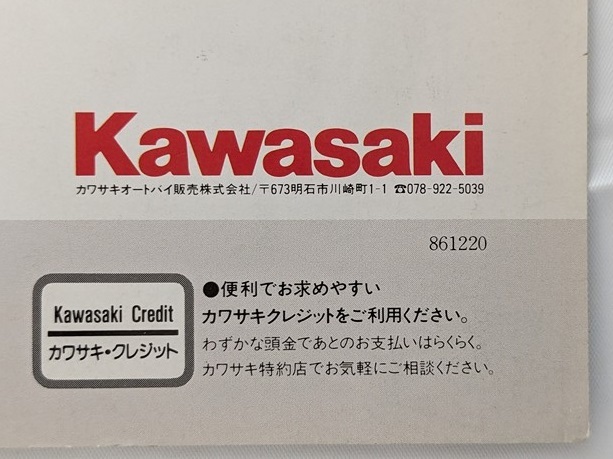 Kawasaki
カワサキオートバイ販売株式会社/〒673明石市川崎町1-1 ☎078-922-5039
861220
Kawasaki Credit
カワサキ・クレジット
●便利でお求めやすい
カワサキクレジットをご利用ください。
わずかな頭金であとのお支払いはらくらく。
カワサキ特約店でお気軽にご相談ください。